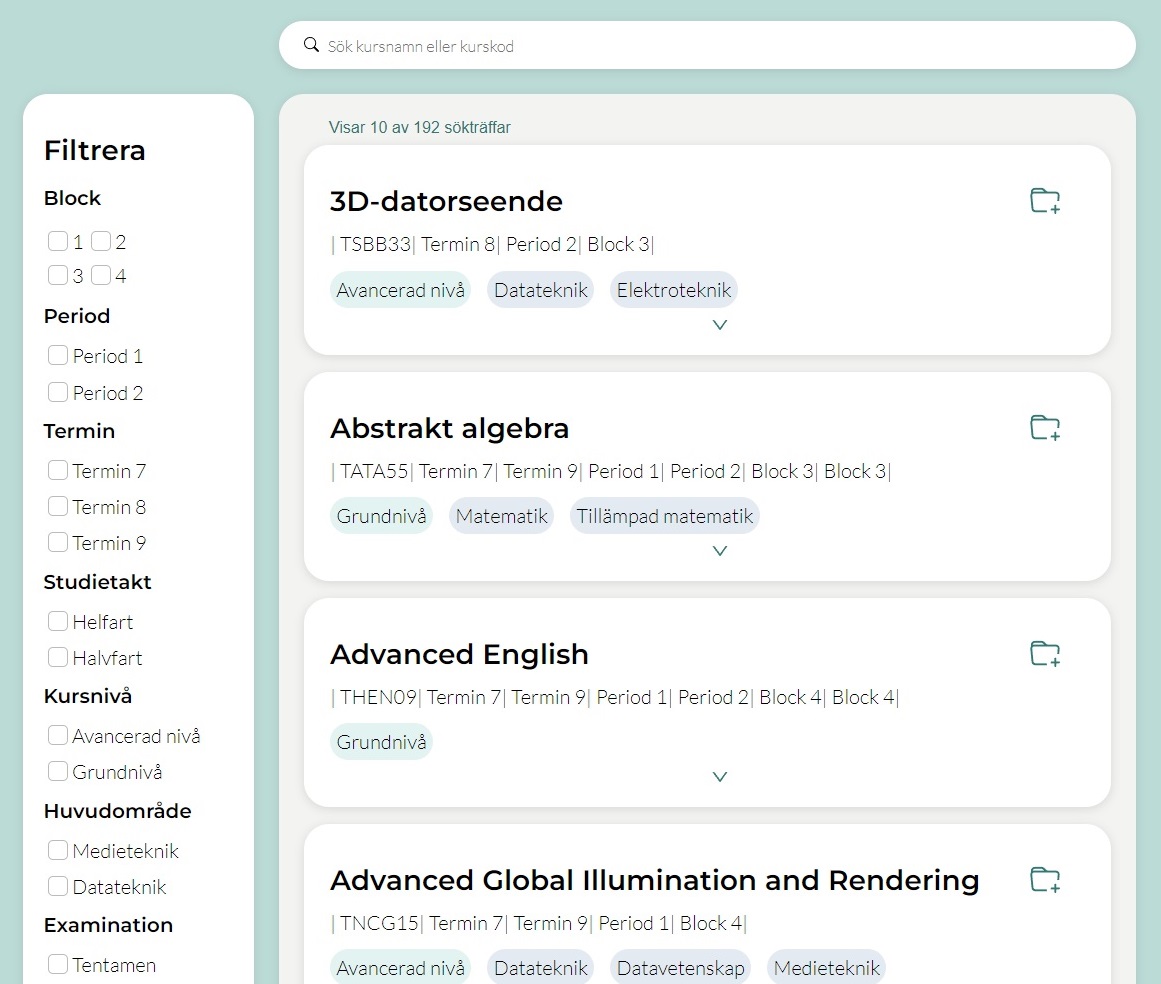 Sök kursnamn eller kurskod
Filtrera
Block
1 2
3 4
Period
Period 1
Period 2
Termin
Termin 7
Termin 8
Termin 9
Studietakt
Helfart
Halvfart
Kursnivå
Avancerad nivå
Grundnivå
Huvudområde
Medieteknik
Datateknik
Examination
Tentamen
Visar 10 av 192 sökträffar
3D-datorseende
| TSBB33| Termin 8| Period 2| Block 3|
Avancerad nivå Datateknik Elektroteknik
Abstrakt algebra
| TATA55| Termin 7| Termin 9| Period 1| Period 2| Block 3| Block 3|
Grundnivå Matematik Tillämpad matematik
Advanced English
| THEN09| Termin 7| Termin 9| Period 1| Period 2| Block 4| Block 4|
Grundnivå
Advanced Global Illumination and Rendering
| TNCG15| Termin 7| Termin 9| Period 1| Block 4|
Avancerad nivå Datateknik Datavetenskap Medieteknik